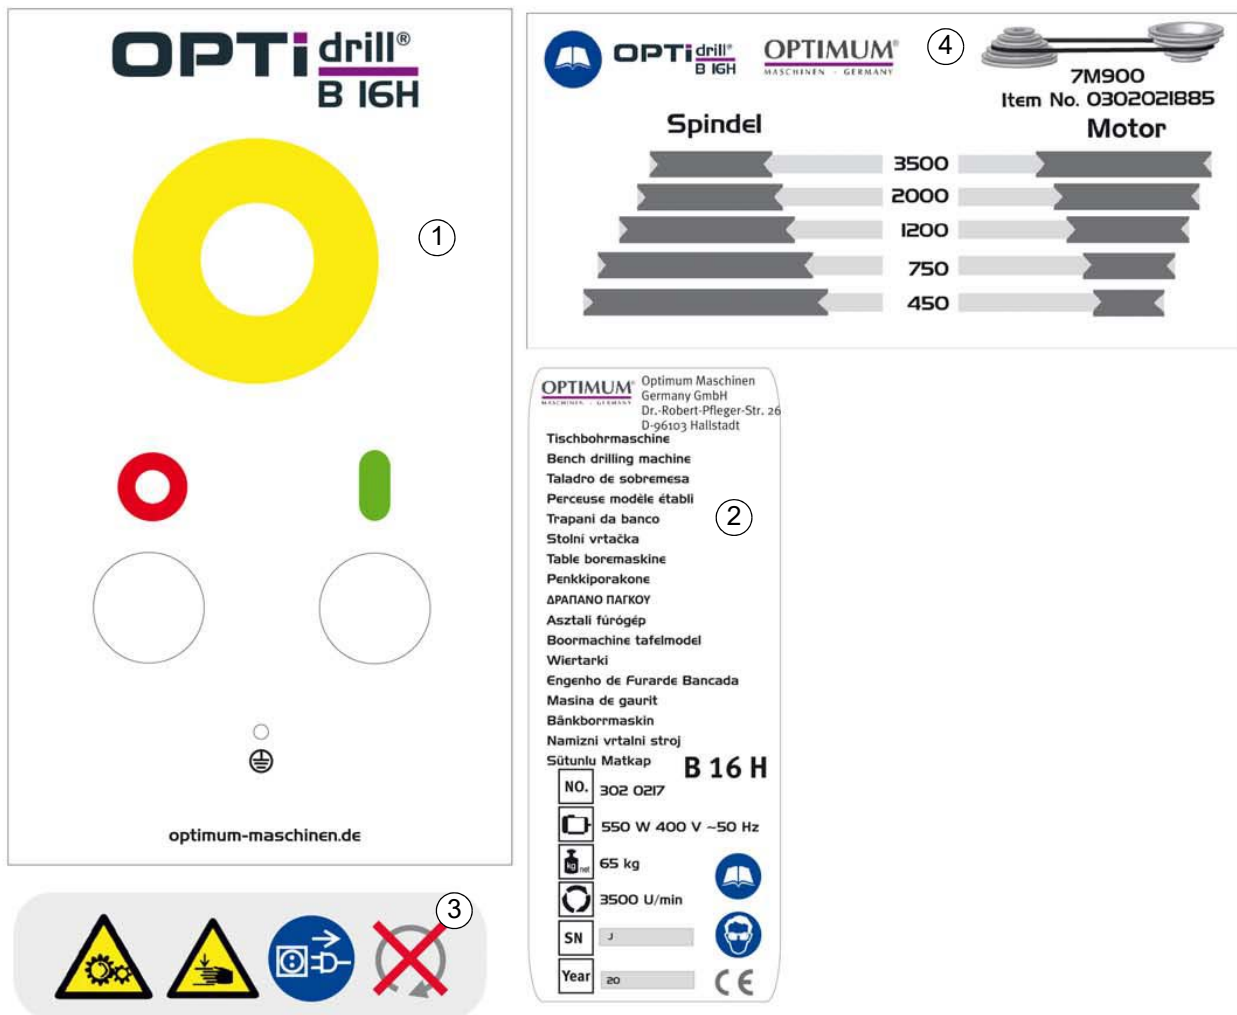 OPTi drill®
B 16H
1
optimum-maschinen.de
3
OPTi drill®
B 16H
OPTIMUM®
MASCHINEN - GERMANY
4
7M900
Item No. 0302021885
Spindel
Motor
3500
2000
1200
750
450
OPTIMUM®
MASCHINEN - GERMANY
Optimum Maschinen
Germany GmbH
Dr.-Robert-Pfleger-Str. 26
D-96103 Hallstadt
Tischbohrmaschine
Bench drilling machine
Taladro de sobremesa
Perceuse modèle établi
Trapani da banco
Stolní vrtačka
Table boremaskine
Penkkiporakone
ΔΡΑΠΑΝΟ ΠΑΓΚΟΥ
Asztali fúrógép
Boormachine tafelmodel
Wiertarki
Engenho de Furarde Bancada
Masina de gaurit
Bänkborrmaskin
Namizni vrtalni stroj
Sütunlu Matkap
2
B 16 H
NO. 302 0217
550 W 400 V ~50 Hz
kg net 65 kg
3500 U/min
SN J
Year 20
CE